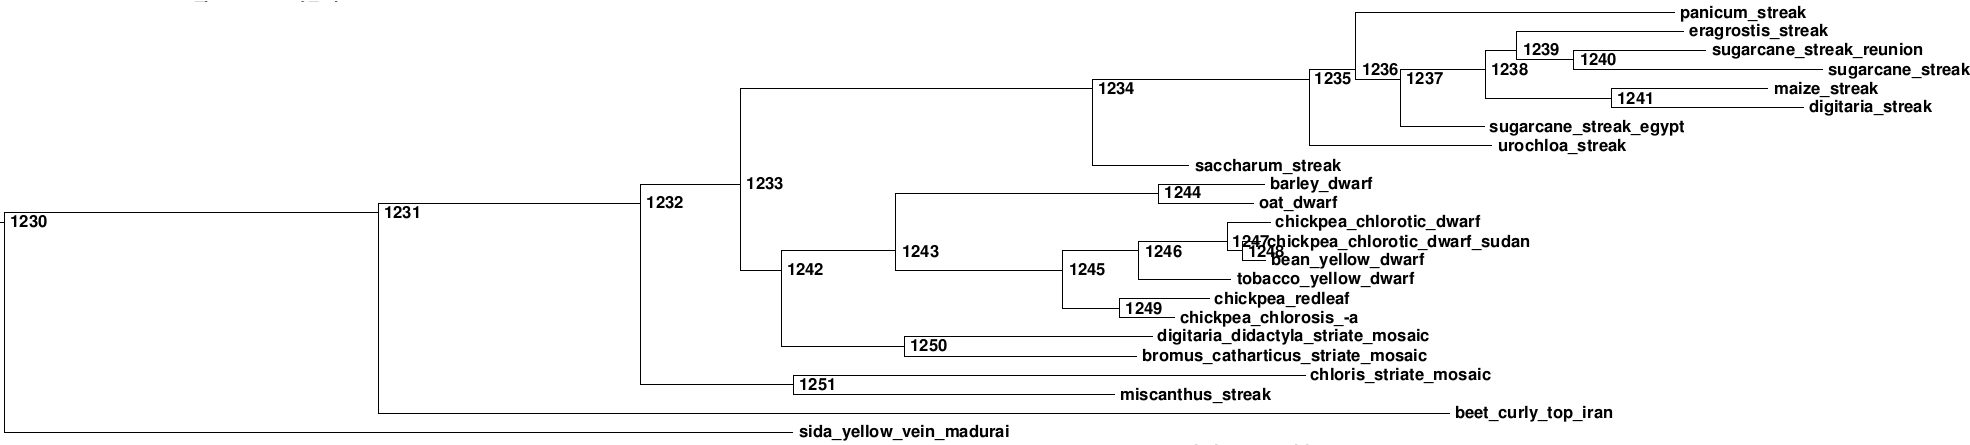 panicum_streak
eragrostis_streak
1239 sugarcane_streak_reunion
1240
1235 1236 1237 1238 sugarcane_streak
1234 maize_streak
1241
digitaria_streak
sugarcane_streak_egypt
urochloa_streak
saccharum_streak
1233 barley_dwarf
1244
1232 oat_dwarf
1231
1230 chickpea_chlorotic_dwarf
1247 chickpea_chlorotic_dwarf_sudan
1243 1246 1248
bean_yellow_dwarf
1242 1245
tobacco_yellow_dwarf
chickpea_redleaf
1249
chickpea_chlorosis_-a
digitaria_didactyla_striate_mosaic
1250
bromus_catharticus_striate_mosaic
chloris_striate_mosaic
1251
miscanthus_streak
beet_curly_top_iran
sida_yellow_vein_madurai